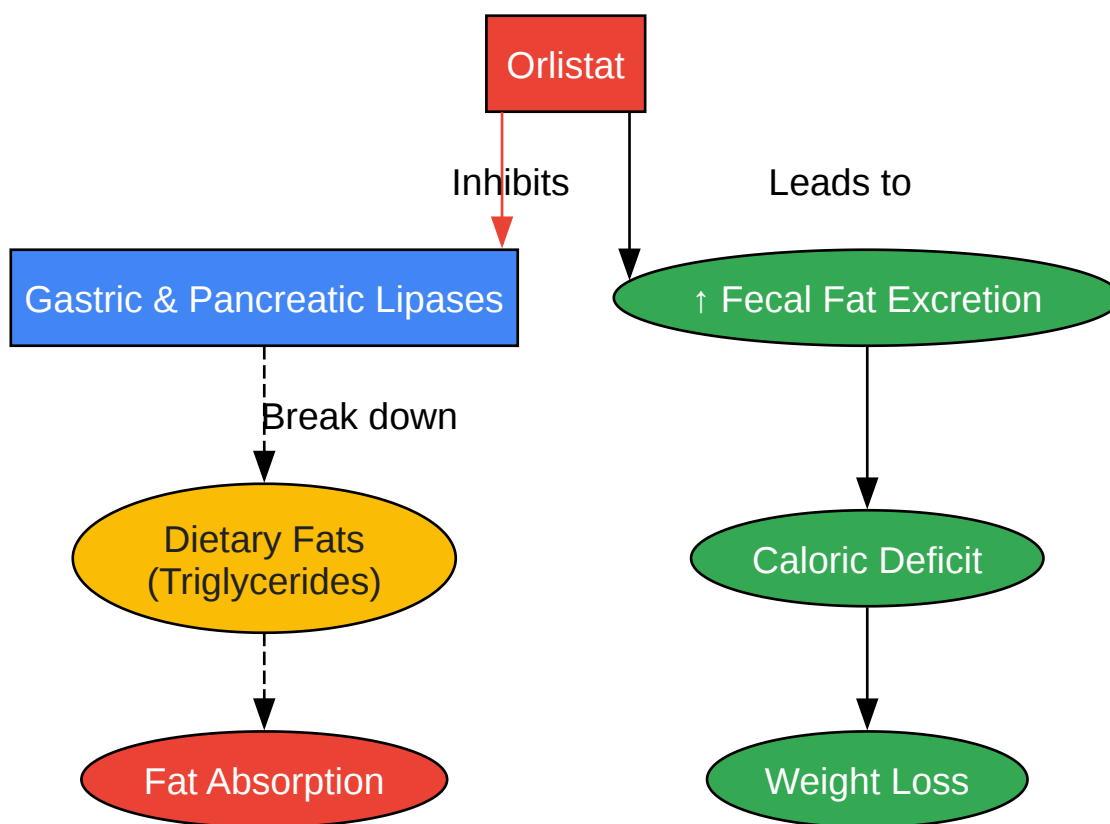 Orlistat
Inhibits
Leads to
Gastric & Pancreatic Lipases
↑ Fecal Fat Excretion
Break down
Dietary Fats
(Triglycerides)
Caloric Deficit
Fat Absorption
Weight Loss